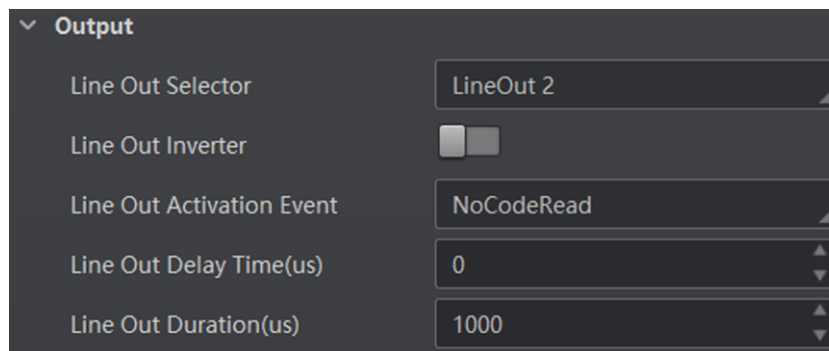 Output
Line Out Selector LineOut 2
Line Out Inverter
Line Out Activation Event NoCodeRead
Line Out Delay Time(us) 0
Line Out Duration(us) 1000